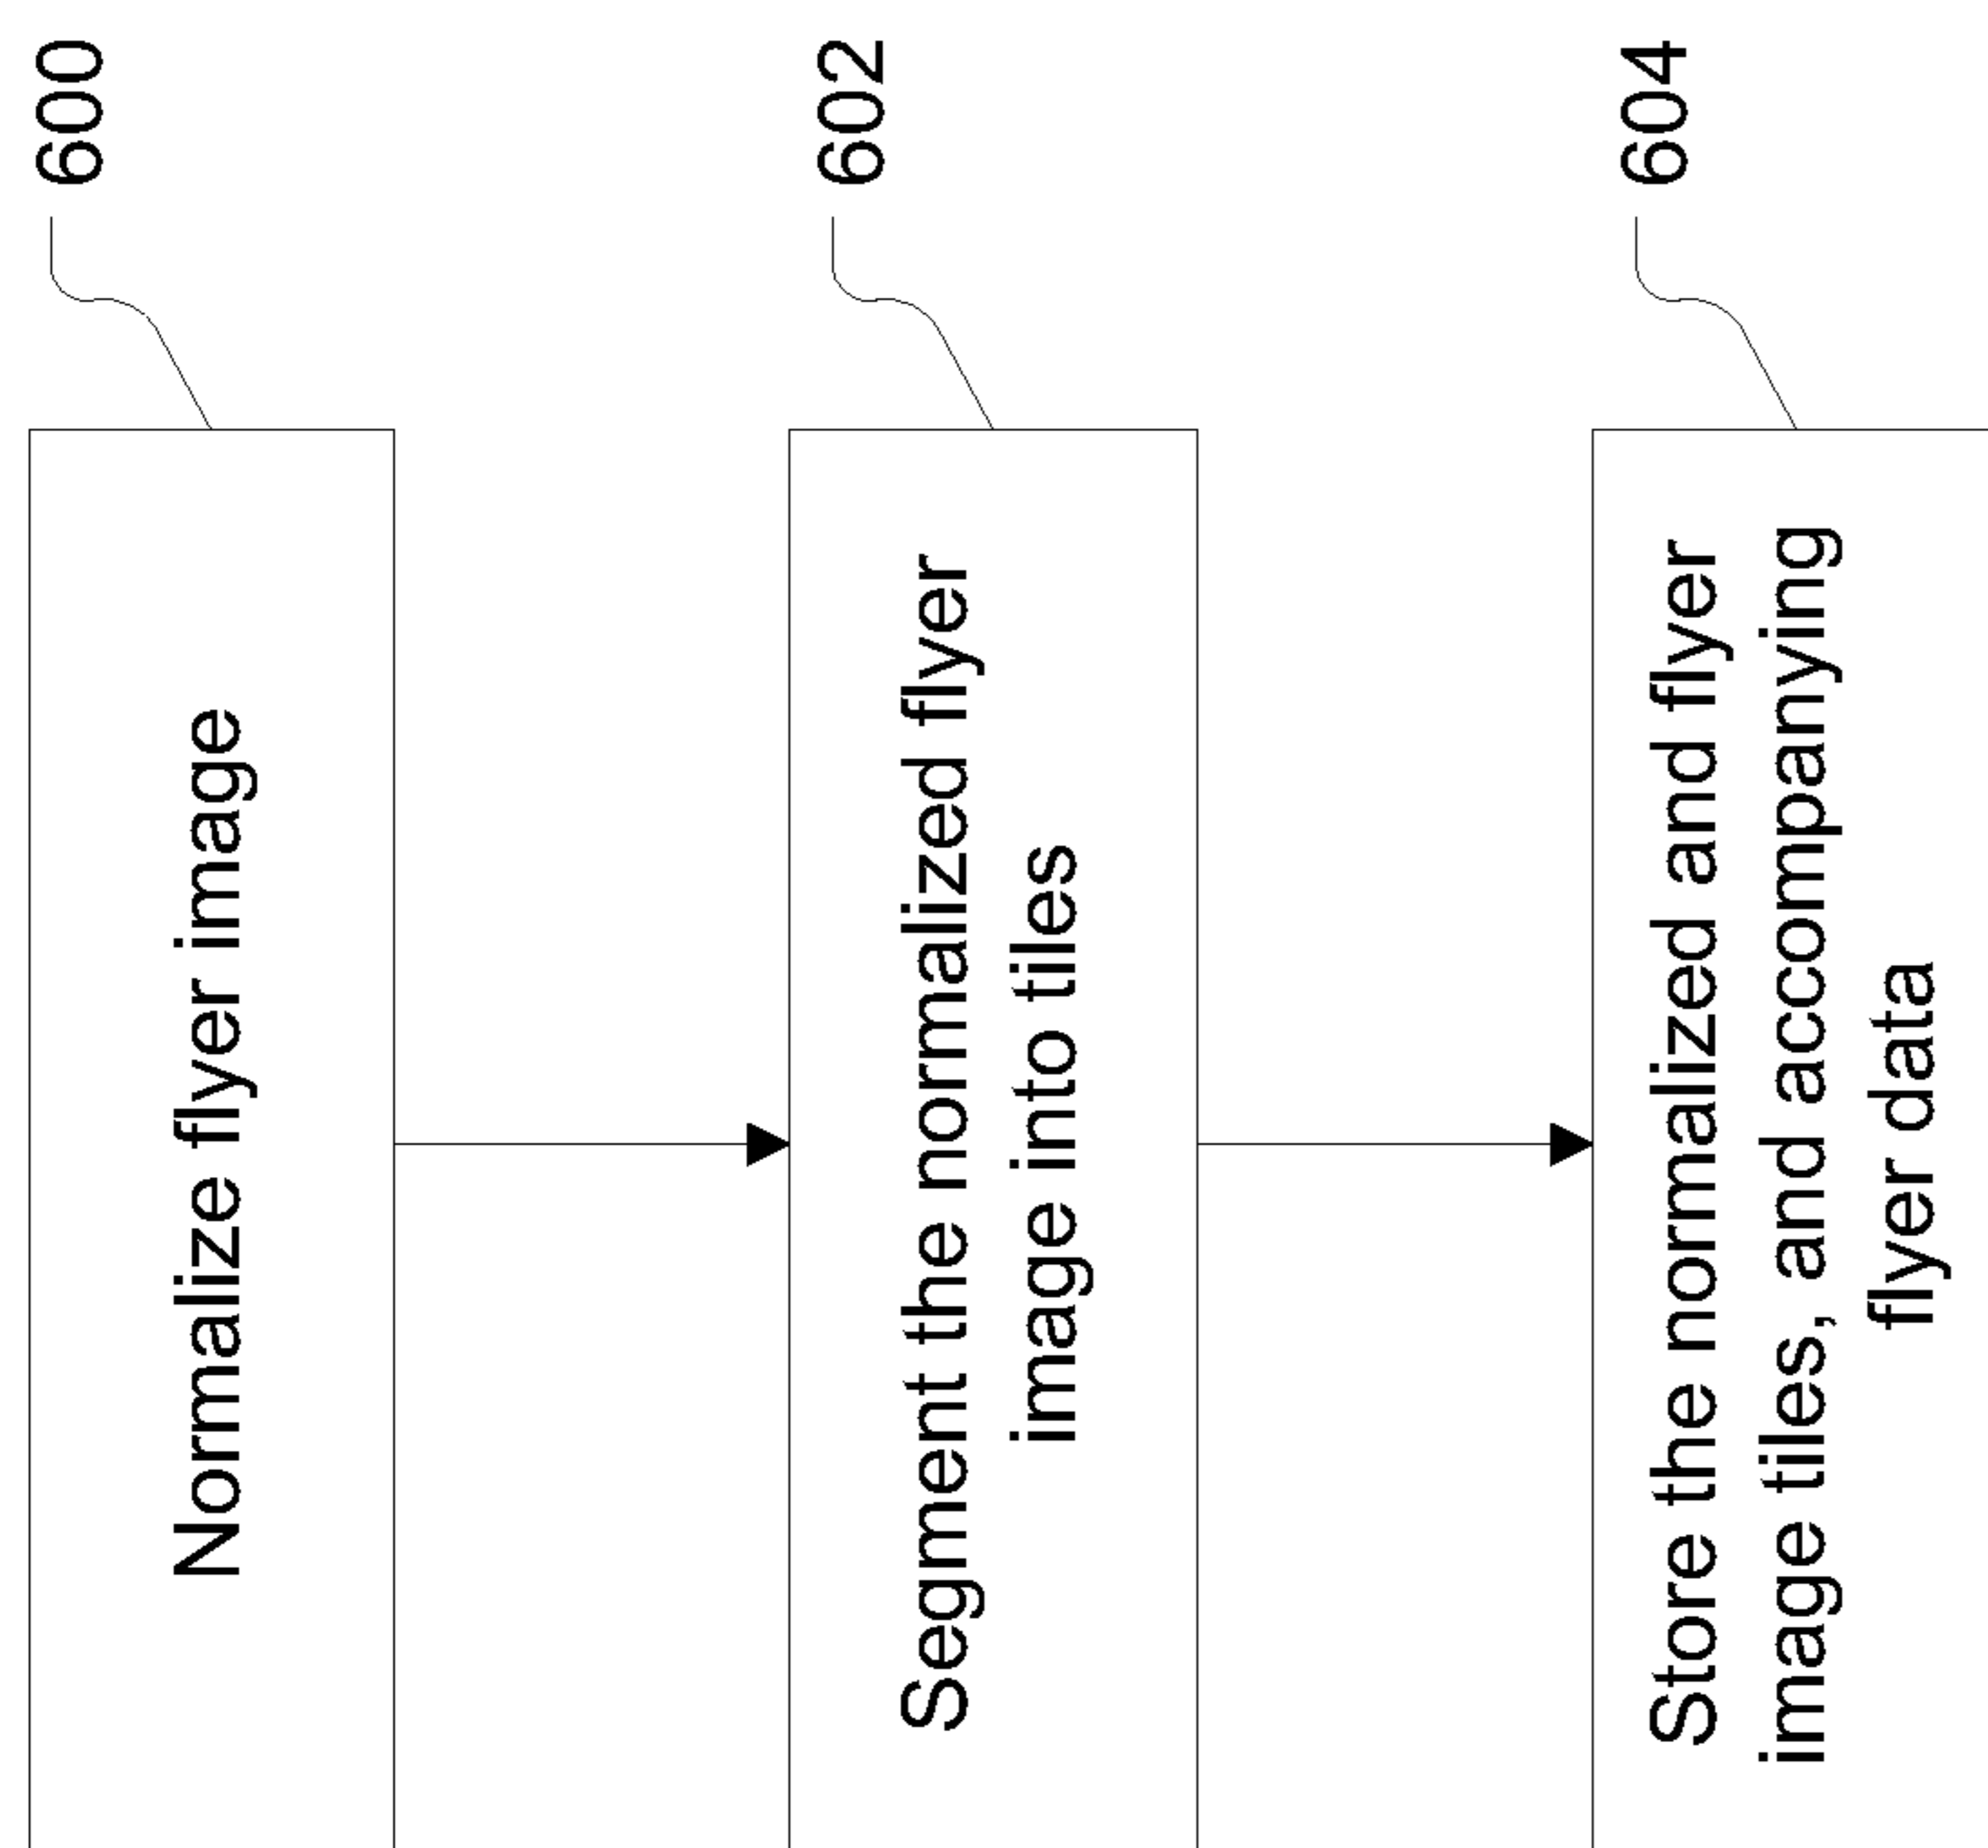 600
Normalize flyer image
602
Segment the normalized flyer
image into tiles
604
Store the normalized and flyer
image tiles, and accompanying
flyer data